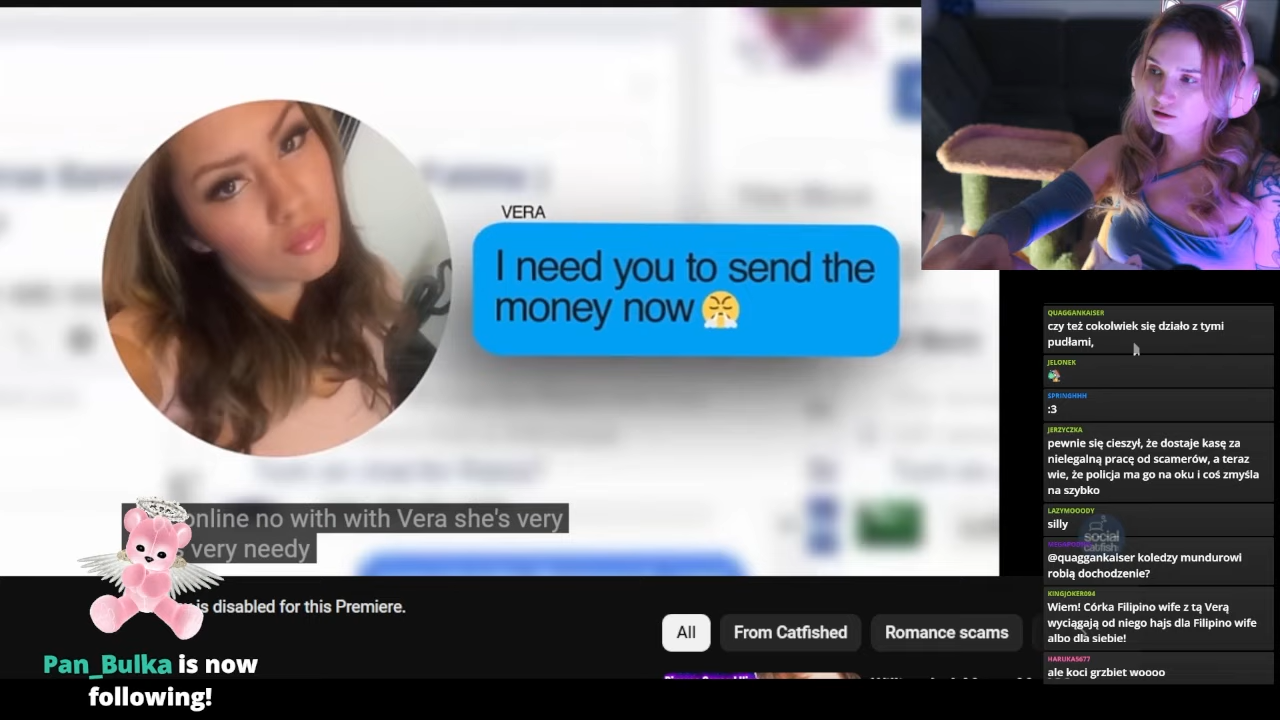 VERA
I need you to send the
money now
online no with with Vera she's very
very needy
is disabled for this Premiere.
All
From Catfished
Romance scams
Pan_Bulka is now
following!
QUAGGANKAISER
czy też cokolwiek się działo z tymi
pudłami,
JELONEK
SPRINGHHH
:3
JERZYCZKA
pewnie się cieszył, że dostaje kasę za
nielegalną pracę od scamerów, a teraz
wie, że policja ma go na oku i coś zmyśla
na szybko
LAZYMOOODY
silly
social
catfish
@quaggankaiser koledzy mundurowi
robią dochodzenie?
KINGJOKER094
Wiem! Córka Filipino wife z tą Verą
wyciągają od niego hajs dla Filipino wife
albo dla siebie!
HARUKA5677
ale koci grzbiet woooo